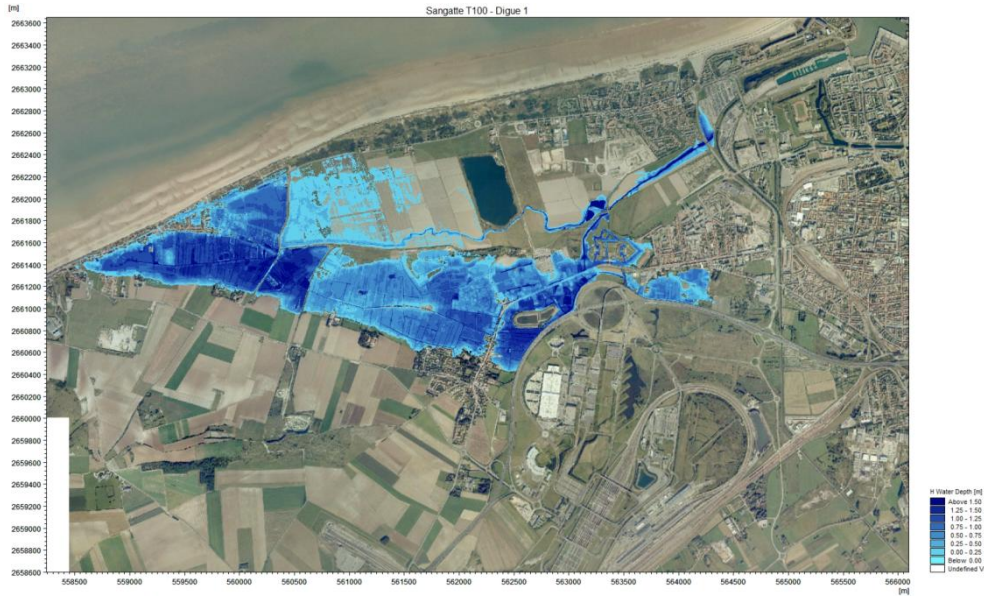 [m]
Sangatte T100 - Digue 1
2663600
2663400
2663200
2663000
2662800
2662600
2662400
2662200
2662000
2661800
2661600
2661400
2661200
2661000
2660800
2660600
2660400
2660200
2660000
2659800
2659600
2659400
2659200
2659000
2658800
2658600
558500 559000 559500 560000 560500 561000 561500 562000 562500 563000 563500 564000 564500 565000 565500 566000
[m]
H Water Depth [m]
Above 1.50
1.25 - 1.50
1.00 - 1.25
0.75 - 1.00
0.50 - 0.75
0.25 - 0.50
0.00 - 0.25
Below 0.00
Undefined V